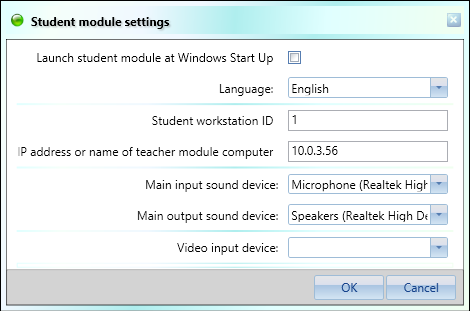 Student module settings
Launch student module at Windows Start Up
Language: English
Student workstation ID 1
IP address or name of teacher module computer 10.0.3.56
Main input sound device: Microphone (Realtek High
Main output sound device: Speakers (Realtek High De
Video input device:
OK Cancel